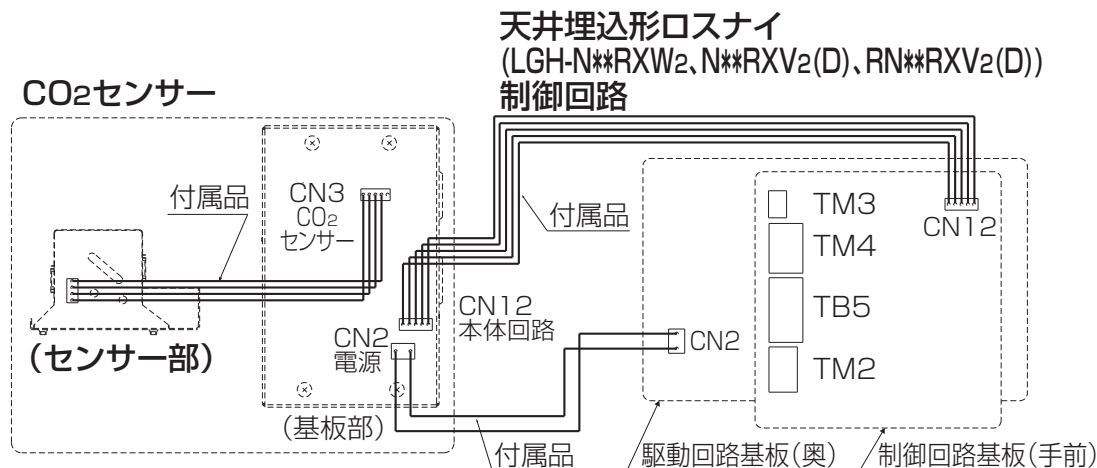 天井埋込形ロスナイ
(LGH-N**RXW2、N**RXV2(D)、RN**RXV2(D))
制御回路
CO2センサー
付属品
CN3
CO2
センサー
付属品
TM3
CN12
TM4
CN12
本体回路
TB5
CN2
電源
CN2
(センサー部)
TM2
(基板部)
付属品
駆動回路基板(奥)
制御回路基板(手前)